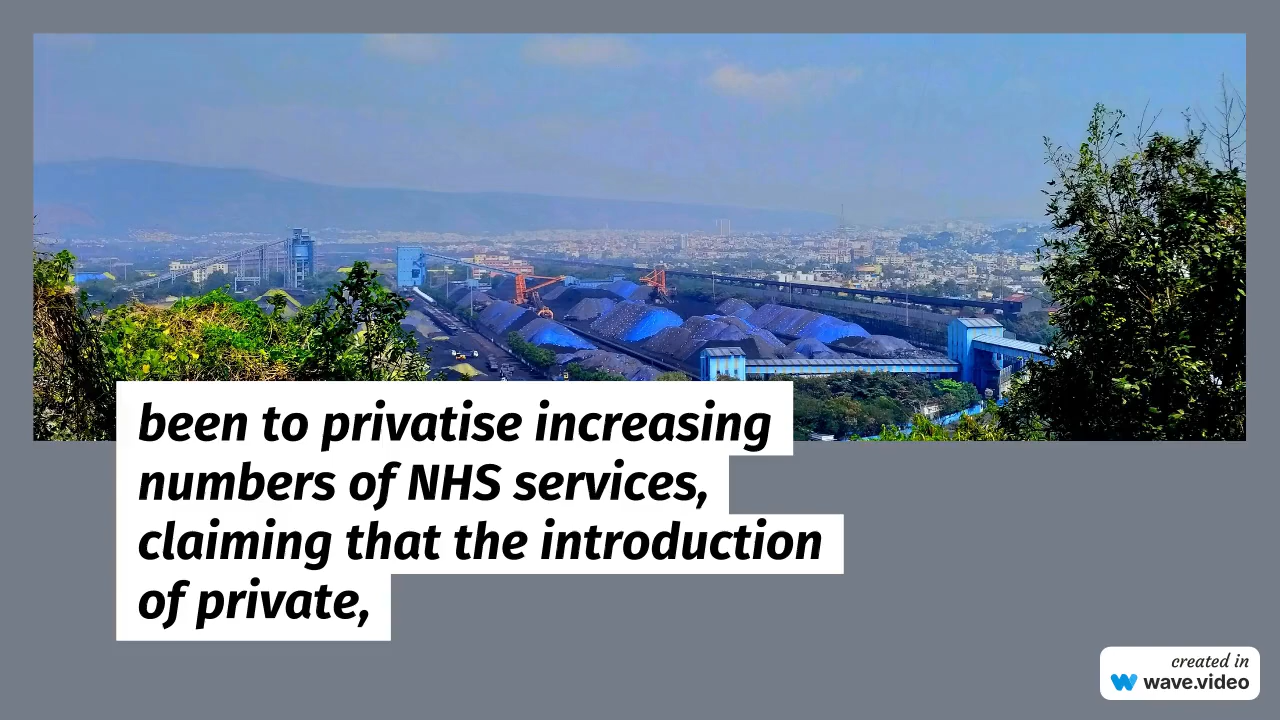 been to privatise increasing
numbers of NHS services,
claiming that the introduction
of private,
created in
wave.video